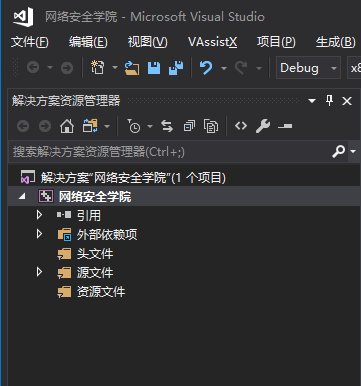 网络安全学院 - Microsoft Visual Studio
文件(F) 编辑(E) 视图(V) VAssistX 项目(P) 生成(B)
Debug x8
解决方案资源管理器
搜索解决方案资源管理器(Ctrl+;)
解决方案"网络安全学院"(1 个项目)
网络安全学院
引用
外部依赖项
头文件
源文件
资源文件